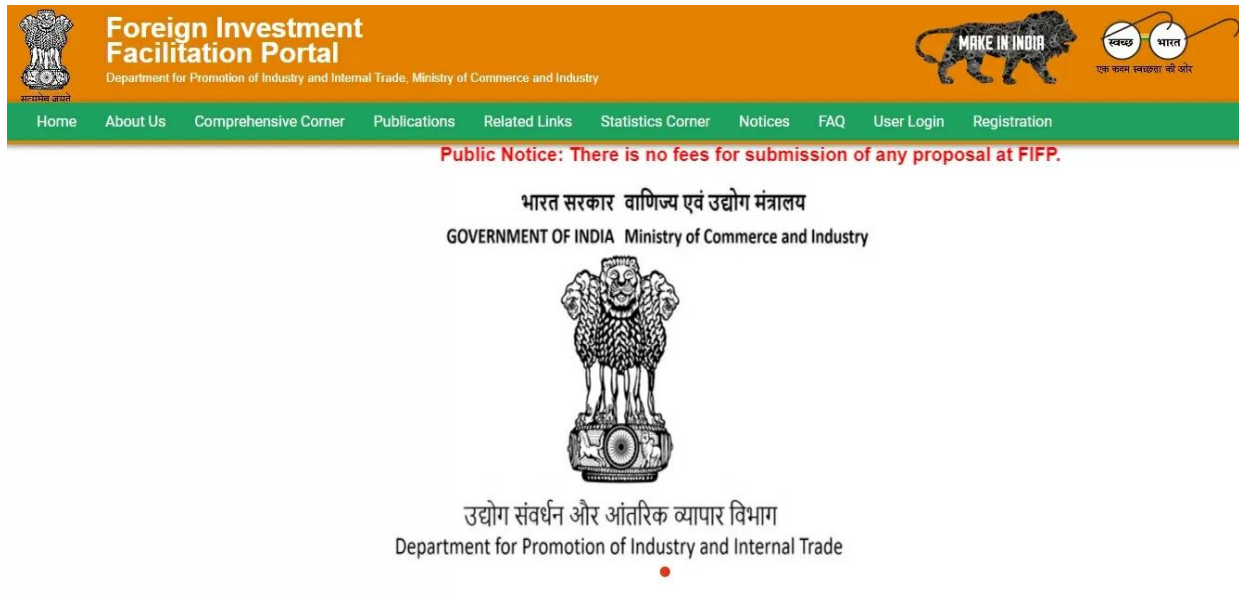 Foreign Investment
Facilitation Portal
Department for Promotion of Industry and Internal Trade, Ministry of Commerce and Industry
सत्यमेव जयते
MAKE IN INDIA
स्वच्छ भारत
एक कदम स्वच्छता की ओर
Home About Us Comprehensive Corner Publications Related Links Statistics Corner Notices FAQ User Login Registration
Public Notice: There is no fees for submission of any proposal at FIFP.
भारत सरकार वाणिज्य एवं उद्योग मंत्रालय
GOVERNMENT OF INDIA Ministry of Commerce and Industry
उद्योग संवर्धन और आंतरिक व्यापार विभाग
Department for Promotion of Industry and Internal Trade